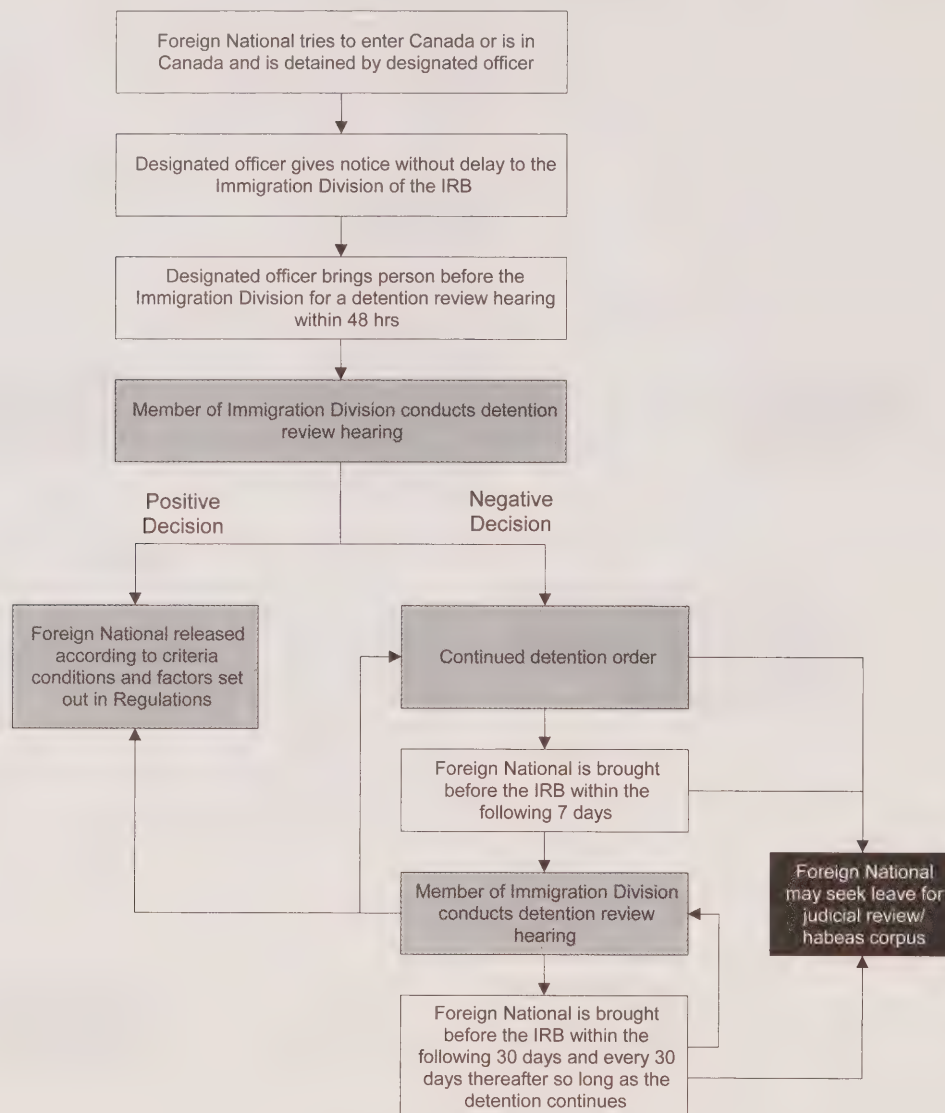 Foreign National tries to enter Canada or is in
Canada and is detained by designated officer
Designated officer gives notice without delay to the
Immigration Division of the IRB
Designated officer brings person before the
Immigration Division for a detention review hearing
within 48 hrs
Member of Immigration Division conducts detention
review hearing
Positive
Decision
Negative
Decision
Foreign National released
according to criteria
conditions and factors set
out in Regulations
Continued detention order
Foreign National is brought
before the IRB within the
following 7 days
Member of Immigration Division
conducts detention review
hearing
Foreign National
may seek leave for
judicial review/
habeas corpus
Foreign National is brought
before the IRB within the
following 30 days and every 30
days thereafter so long as the
detention continues